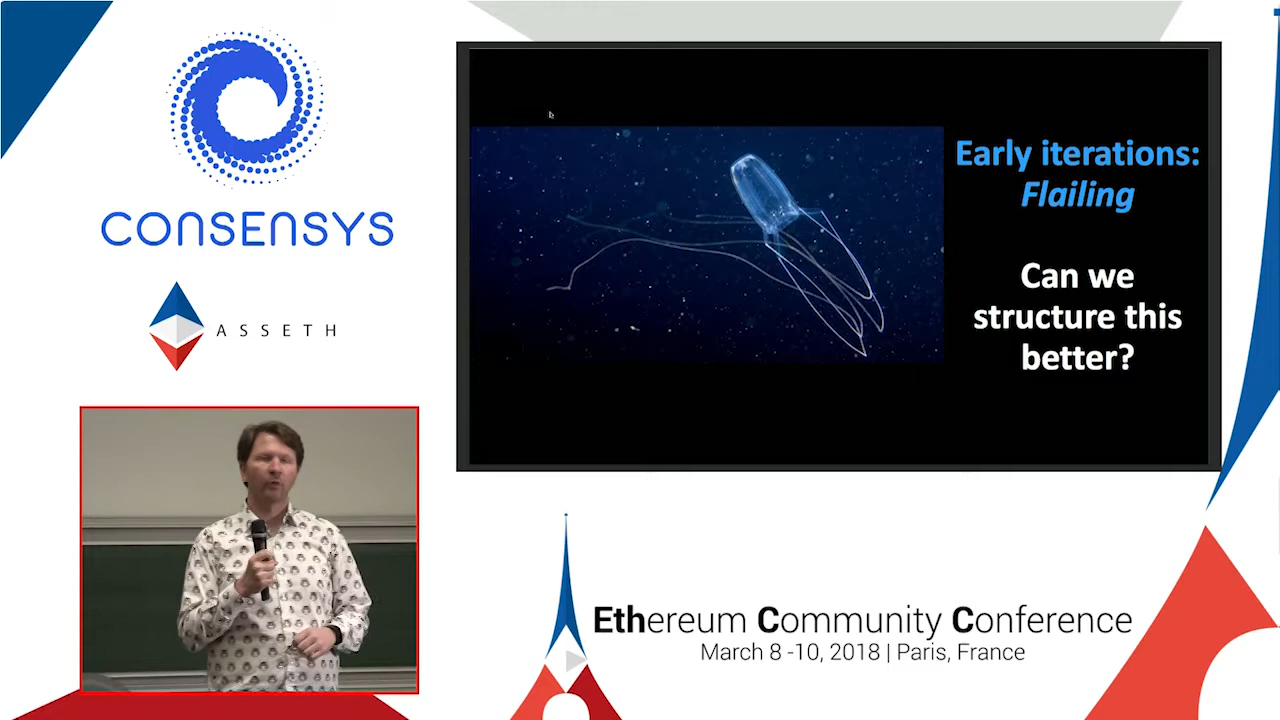 CONSENSYS
ASSETH
Early iterations:
Flailing
Can we
structure this
better?
Ethereum Community Conference
March 8 -10, 2018 | Paris, France